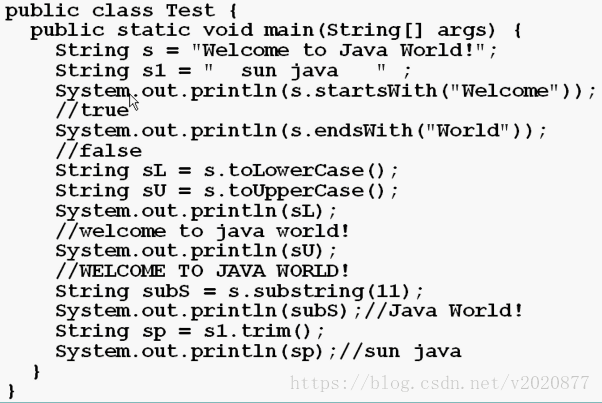 public class Test {
  public static void main(String[] args) {
    String s = "Welcome to Java World!";
    String s1 = "   sun java   " ;
    System.out.println(s.startsWith("Welcome"));
    //true
    System.out.println(s.endsWith("World"));
    //false
    String sL = s.toLowerCase();
    String sU = s.toUpperCase();
    System.out.println(sL);
    //welcome to java world!
    System.out.println(sU);
    //WELCOME TO JAVA WORLD!
    String subS = s.substring(11);
    System.out.println(subS);//Java World!
    String sp = s1.trim();
    System.out.println(sp);//sun java
  }
}
https://blog.csdn.net/v2020877